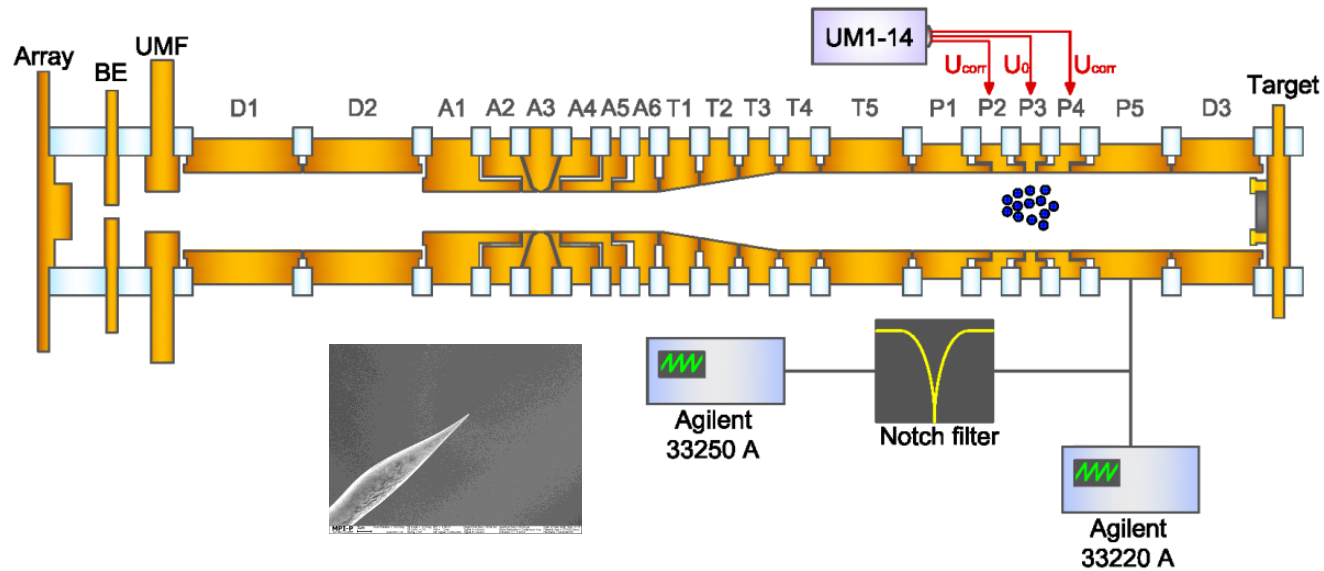 UM1-14
Ucorr U0 Ucorr
Array
BE
UMF
D1 D2 A1 A2 A3 A4 A5 A6 T1 T2 T3 T4 T5 P1 P2 P3 P4 P5 D3
Target
Agilent
33250 A
Notch filter
Agilent
33220 A
MPI-P